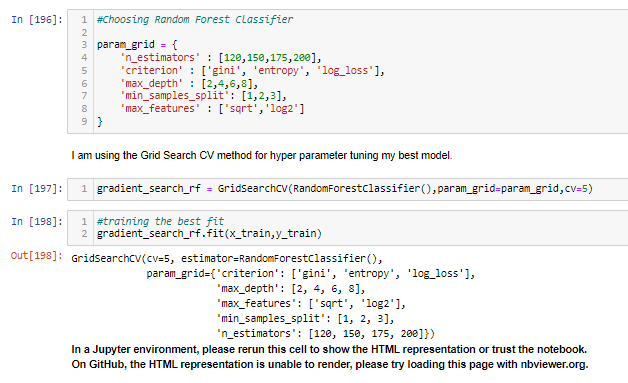 In [196]: 1 #Choosing Random Forest Classifier
2
3 param_grid = {
4     'n_estimators' : [120,150,175,200],
5     'criterion' : ['gini', 'entropy', 'log_loss'],
6     'max_depth' : [2,4,6,8],
7     'min_samples_split': [1,2,3],
8     'max_features' : ['sqrt','log2']
9 }
I am using the Grid Search CV method for hyper parameter tuning my best model.
In [197]: 1 gradient_search_rf = GridSearchCV(RandomForestClassifier(),param_grid=param_grid,cv=5)
In [198]: 1 #training the best fit
2 gradient_search_rf.fit(x_train,y_train)
Out[198]: GridSearchCV(cv=5, estimator=RandomForestClassifier(),
param_grid={'criterion': ['gini', 'entropy', 'log_loss'],
'max_depth': [2, 4, 6, 8],
'max_features': ['sqrt', 'log2'],
'min_samples_split': [1, 2, 3],
'n_estimators': [120, 150, 175, 200]})
In a Jupyter environment, please rerun this cell to show the HTML representation or trust the notebook.
On GitHub, the HTML representation is unable to render, please try loading this page with nbviewer.org.